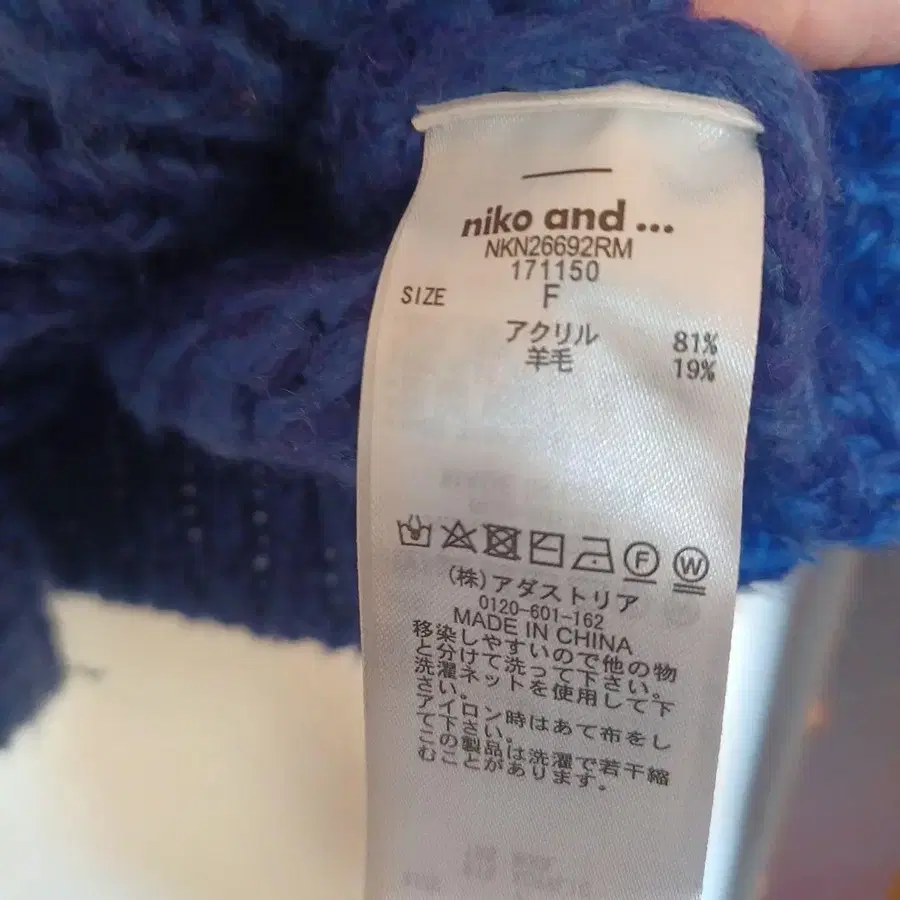 niko and ...
NKN26692RM
171150
SIZE F
アクリル 81%
羊毛 19%
F W
(株)アダストリア
0120-601-162
MADE IN CHINA
移染しやすいので他の物
と分けて洗って下さい。
洗濯ネットを使用して下
さい。
アイロン時はあて布をし
て下さい。
この製品は洗濯で若干縮
むことがあります。